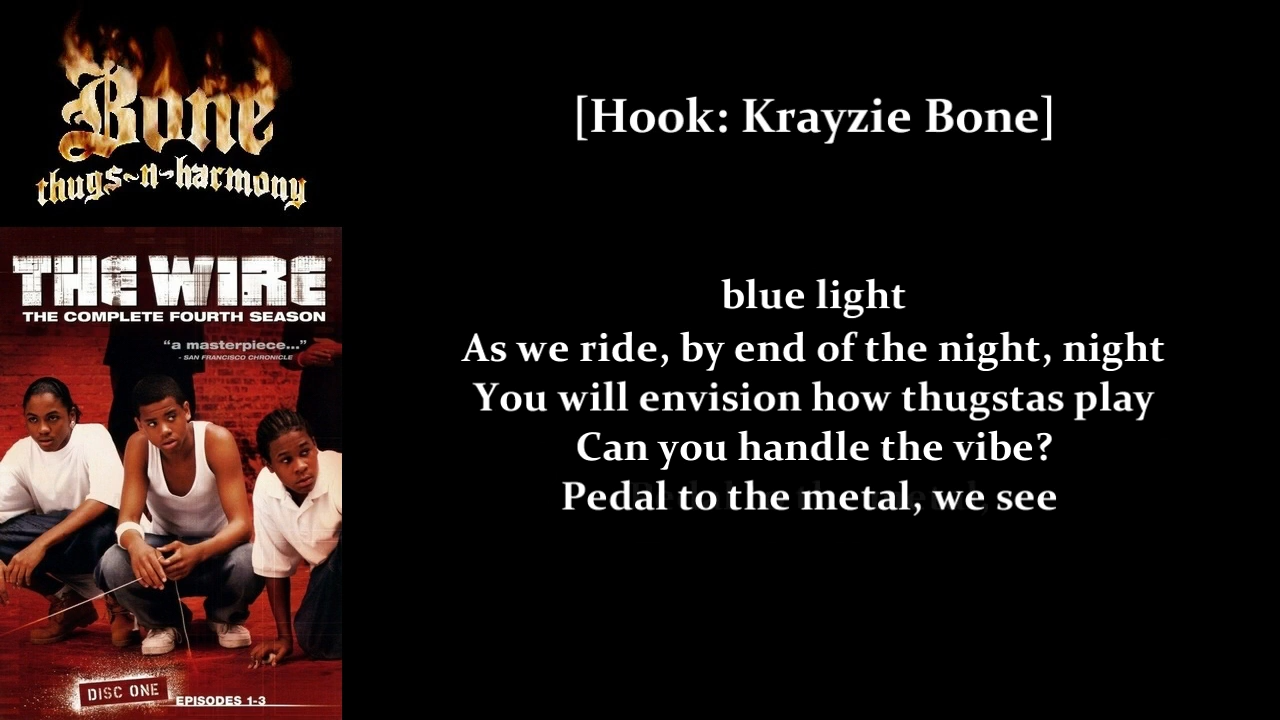 Bone
thugs~n~harmony
THE WIRE
THE COMPLETE FOURTH SEASON
“a masterpiece...”
- SAN FRANCISCO CHRONICLE
DISC ONE
EPISODES 1-3
[Hook: Krayzie Bone]
blue light
As we ride, by end of the night, night
You will envision how thugstas play
Can you handle the vibe?
Pedal to the metal, we see